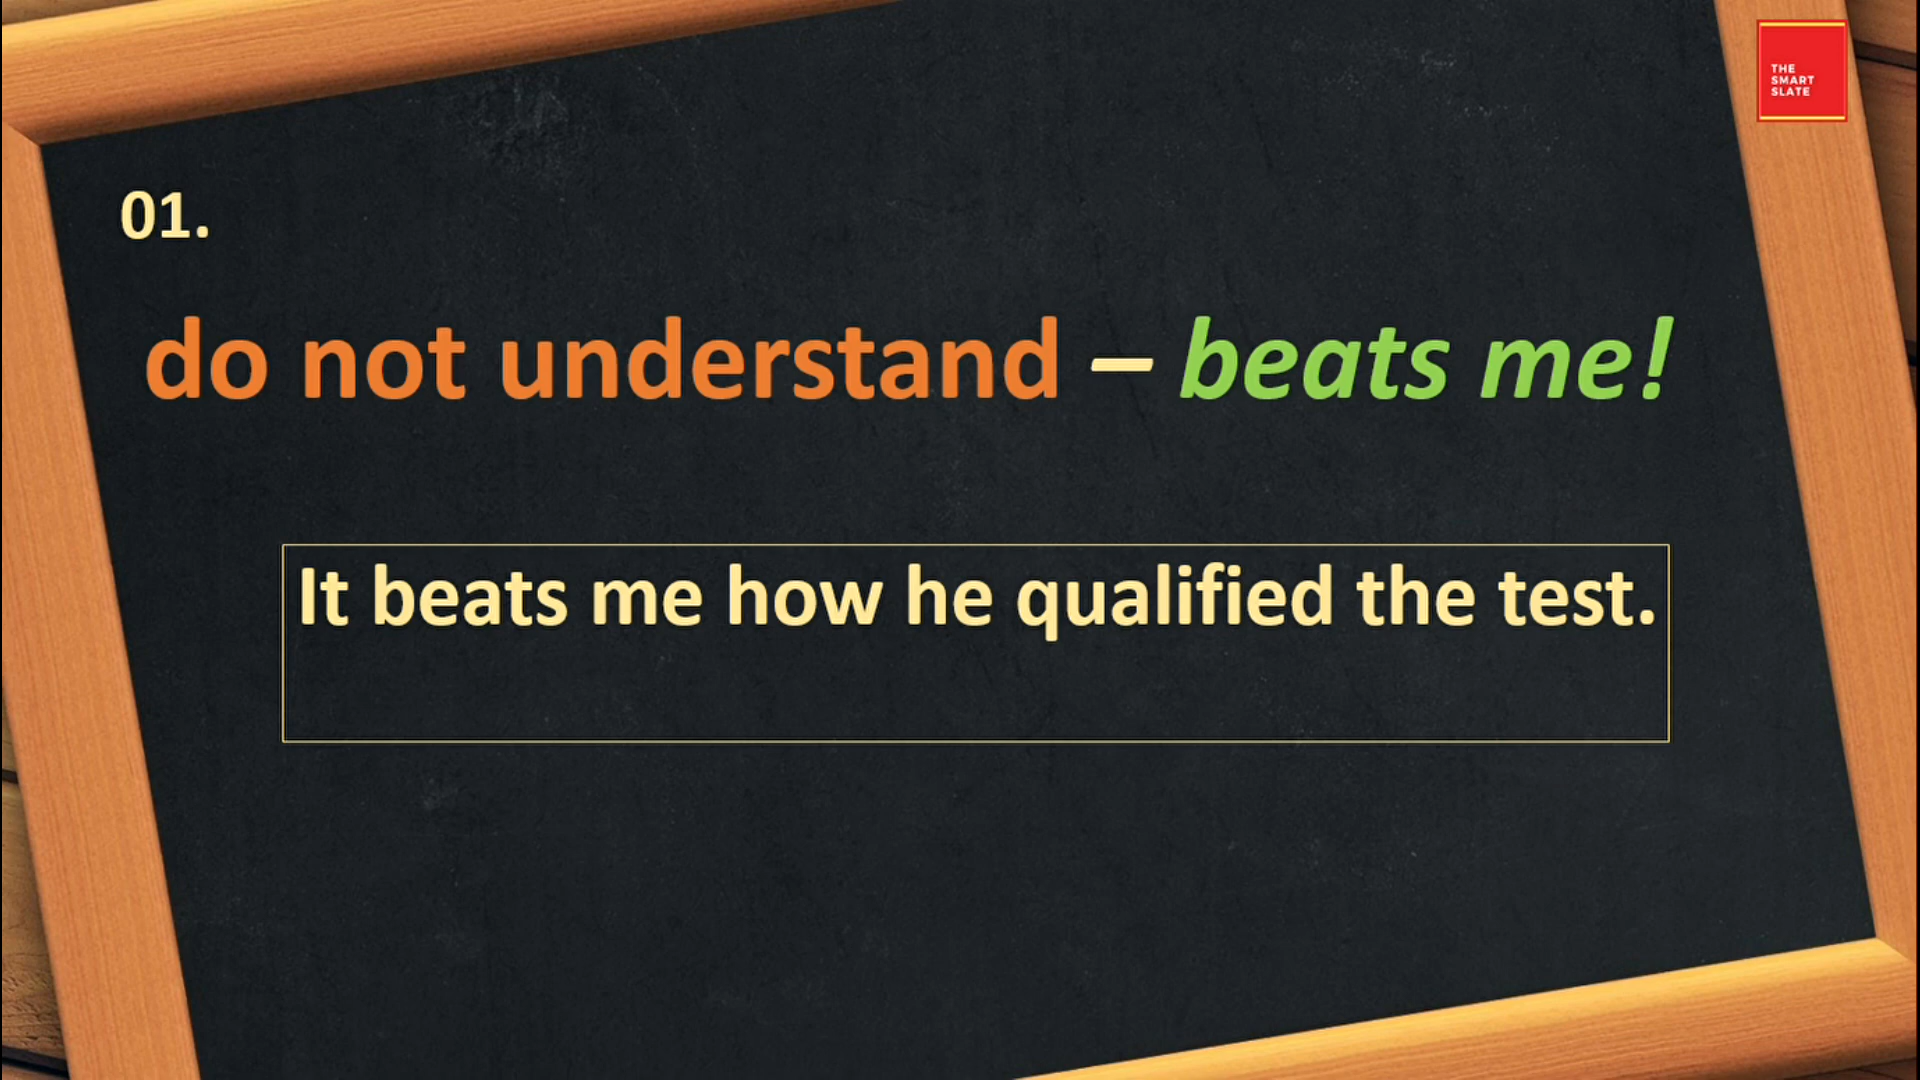 THE
SMART
SLATE
01.
do not understand – beats me!
It beats me how he qualified the test.